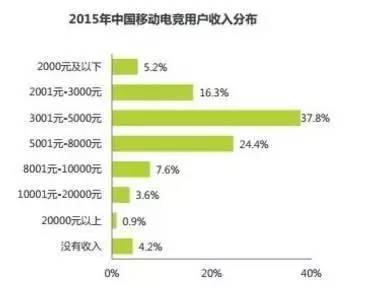 2015年中国移动电竞用户收入分布
2000元及以下 5.2%
2001元-3000元 16.3%
3001元-5000元 37.8%
5001元-8000元 24.4%
8001元-10000元 7.6%
10001元-20000元 3.6%
20000元以上 0.9%
没有收入 4.2%
0% 20% 40%